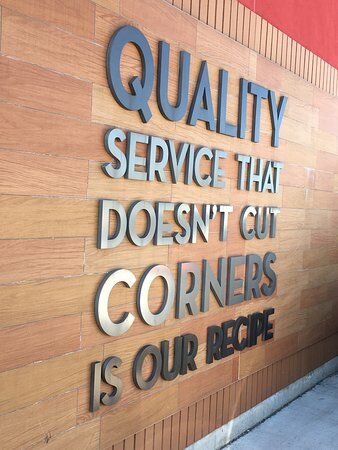 QUALITY
SERVICE THAT
DOESN'T CUT
CORNERS
IS OUR RECIPE